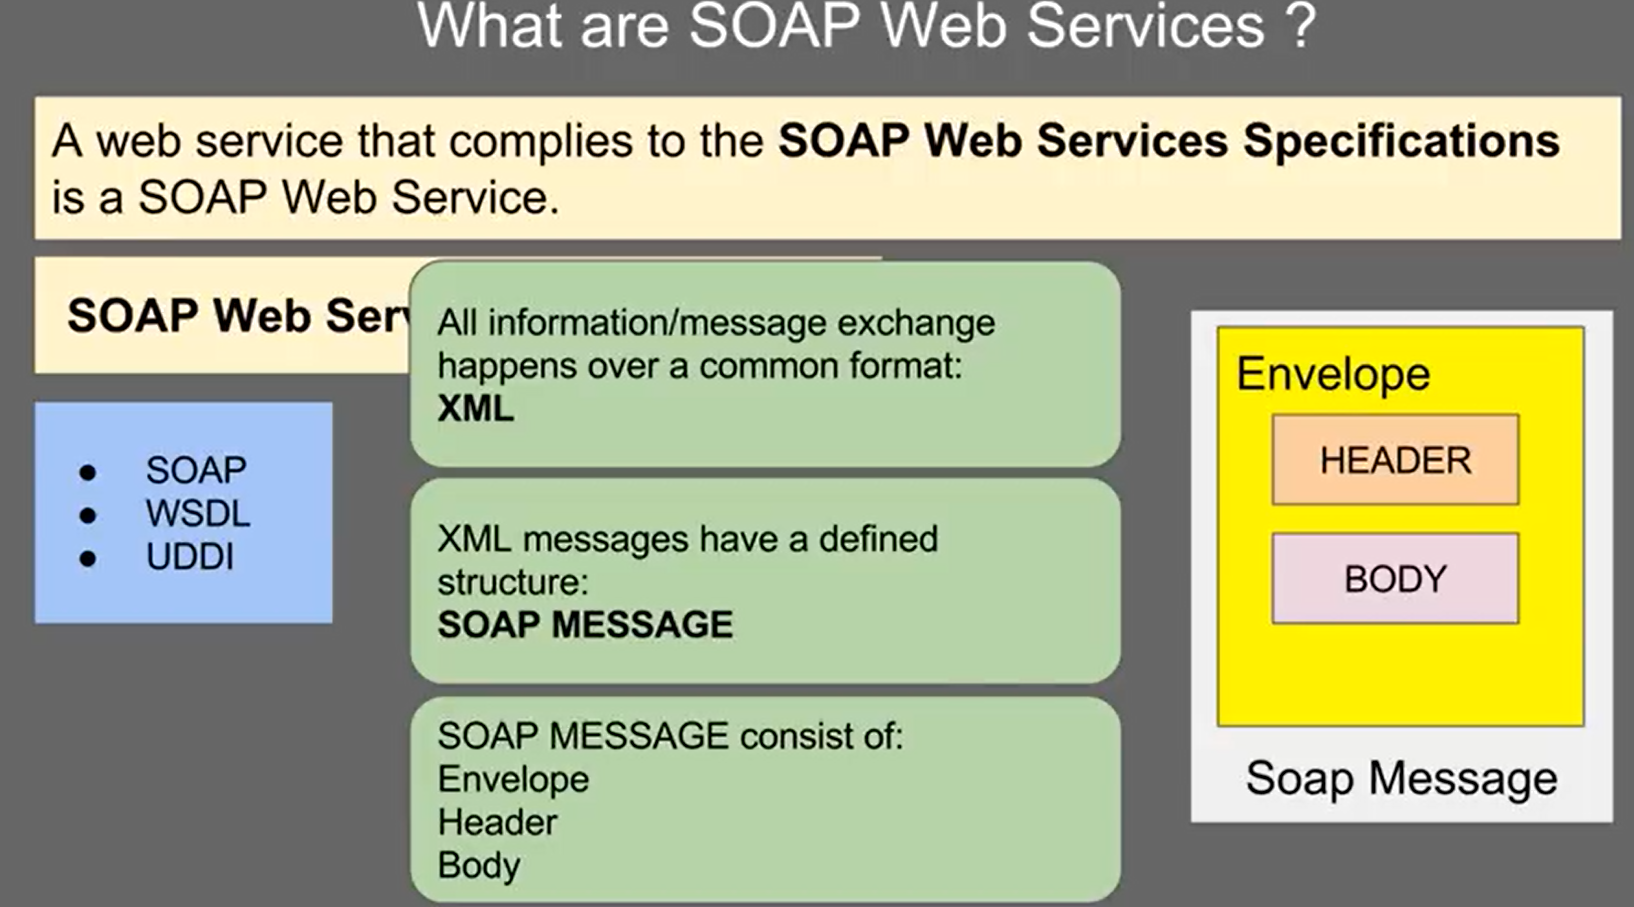 What are SOAP Web Services ?
A web service that complies to the SOAP Web Services Specifications
is a SOAP Web Service.
SOAP Web
● SOAP
● WSDL
● UDDI
All information/message exchange
happens over a common format:
XML
XML messages have a defined
structure:
SOAP MESSAGE
SOAP MESSAGE consist of:
Envelope
Header
Body
Envelope
HEADER
BODY
Soap Message